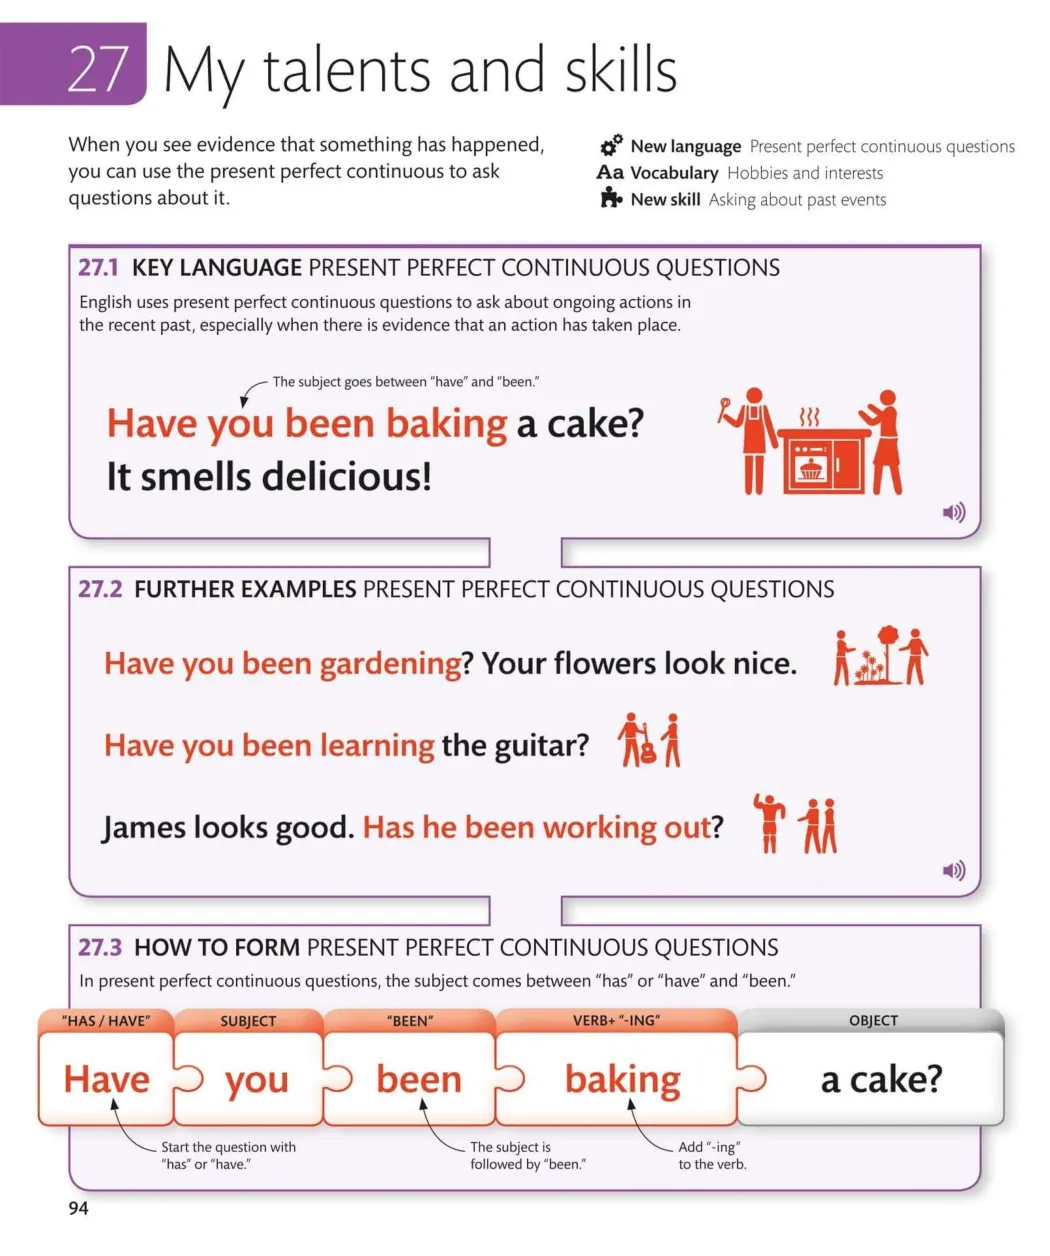 27 My talents and skills
When you see evidence that something has happened,
you can use the present perfect continuous to ask
questions about it.
New language Present perfect continuous questions
Aa Vocabulary Hobbies and interests
New skill Asking about past events
27.1 KEY LANGUAGE PRESENT PERFECT CONTINUOUS QUESTIONS
English uses present perfect continuous questions to ask about ongoing actions in
the recent past, especially when there is evidence that an action has taken place.
The subject goes between “have” and “been.”
Have you been baking a cake?
It smells delicious!
27.2 FURTHER EXAMPLES PRESENT PERFECT CONTINUOUS QUESTIONS
Have you been gardening? Your flowers look nice.
Have you been learning the guitar?
James looks good. Has he been working out?
27.3 HOW TO FORM PRESENT PERFECT CONTINUOUS QUESTIONS
In present perfect continuous questions, the subject comes between “has” or “have” and “been.”
“HAS / HAVE” SUBJECT “BEEN” VERB+ “-ING” OBJECT
Have you been baking a cake?
Start the question with
“has” or “have.”
The subject is
followed by “been.”
Add “-ing”
to the verb.
94